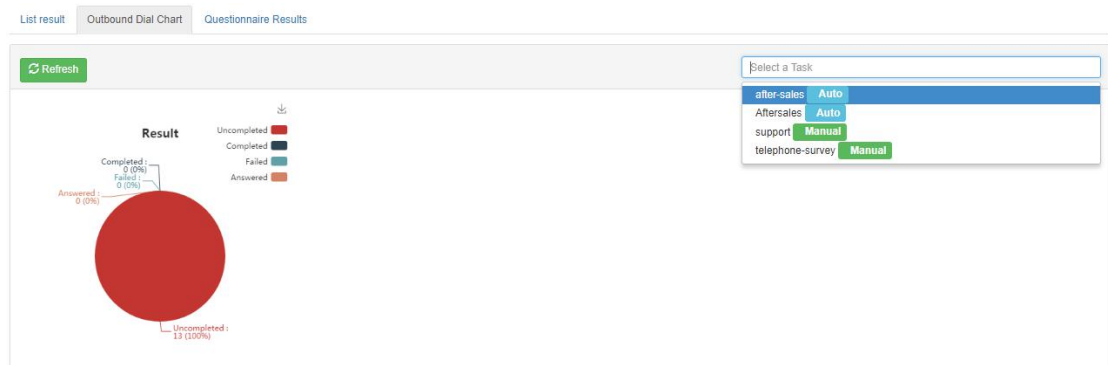 List result Outbound Dial Chart Questionnaire Results
Refresh
Select a Task
after-sales Auto
Aftersales Auto
support Manual
telephone-survey Manual
Result
Uncompleted
Completed
Failed
Answered
Completed :
0 (0%)
Failed :
0 (0%)
Answered :
0 (0%)
Uncompleted :
13 (100%)